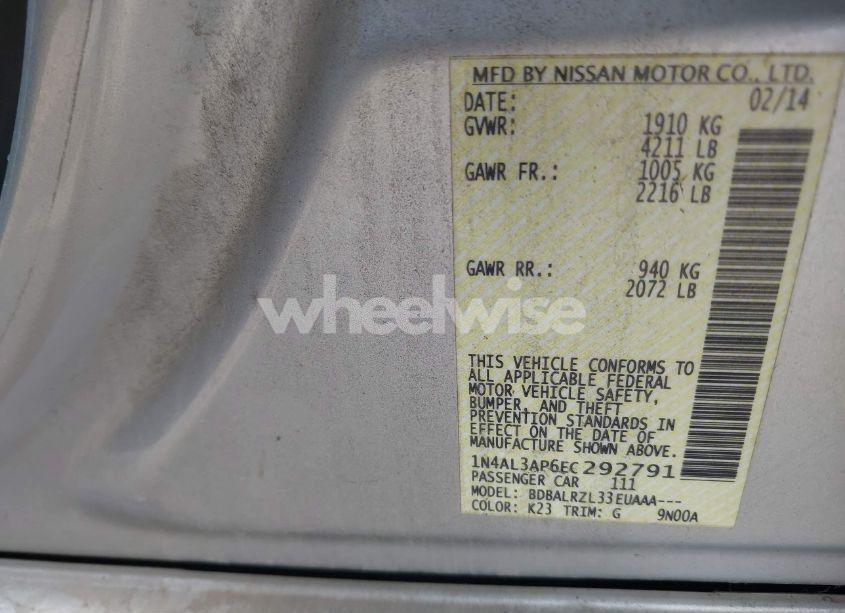 MFD BY NISSAN MOTOR CO., LTD.
DATE: 02/14
GVWR: 1910 KG
4211 LB
GAWR FR.: 1005 KG
2216 LB
GAWR RR.: 940 KG
2072 LB
wheelwise
THIS VEHICLE CONFORMS TO
ALL APPLICABLE FEDERAL
MOTOR VEHICLE SAFETY,
BUMPER, AND THEFT
PREVENTION STANDARDS IN
EFFECT ON THE DATE OF
MANUFACTURE SHOWN ABOVE.
1N4AL3AP6EC292791
PASSENGER CAR 111
MODEL: BDBALRZL33EUAAA---
COLOR: K23 TRIM: G 9N00A